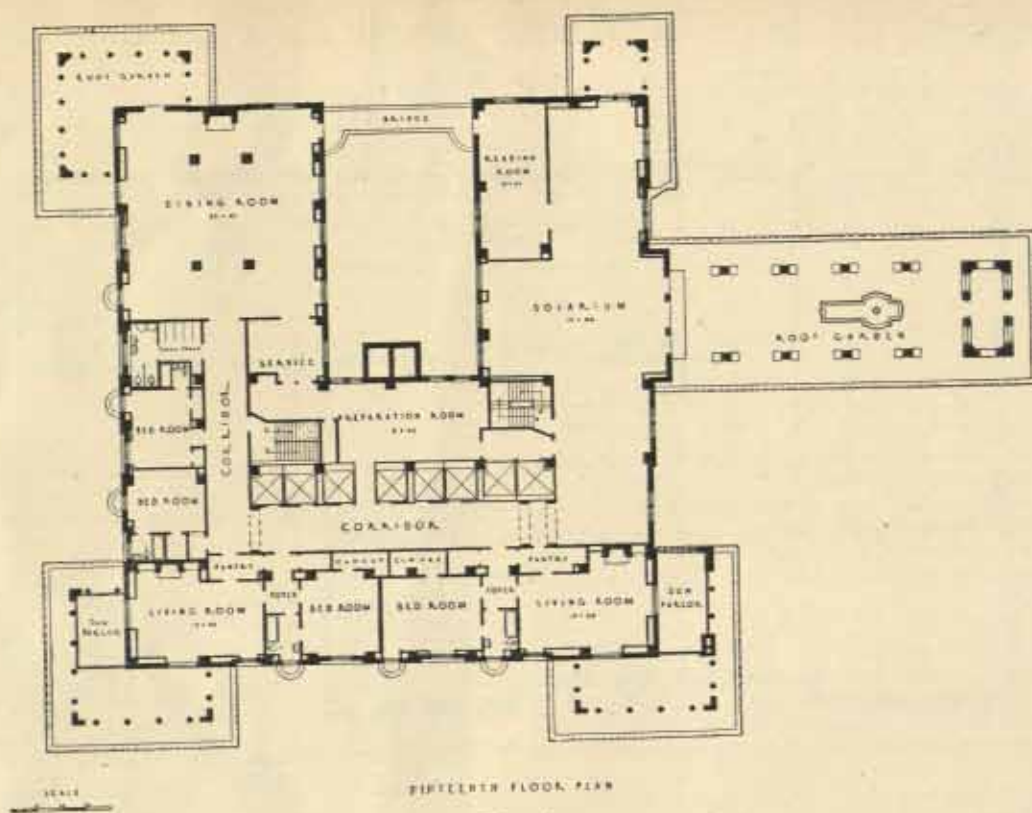 ROOF GARDEN
BRIDGE
READING
ROOM
DINING ROOM
SOLARIUM
ROOF GARDEN
SERVICE
CORRIDOR
PREPARATION ROOM
BED ROOM
BED ROOM
CORRIDOR
PANTRY
PANTRY
LIVING ROOM
FOYER
BED ROOM
BED ROOM
FOYER
LIVING ROOM
SUN
PARLOR
SUN
PARLOR
FIFTEENTH FLOOR PLAN
SCALE